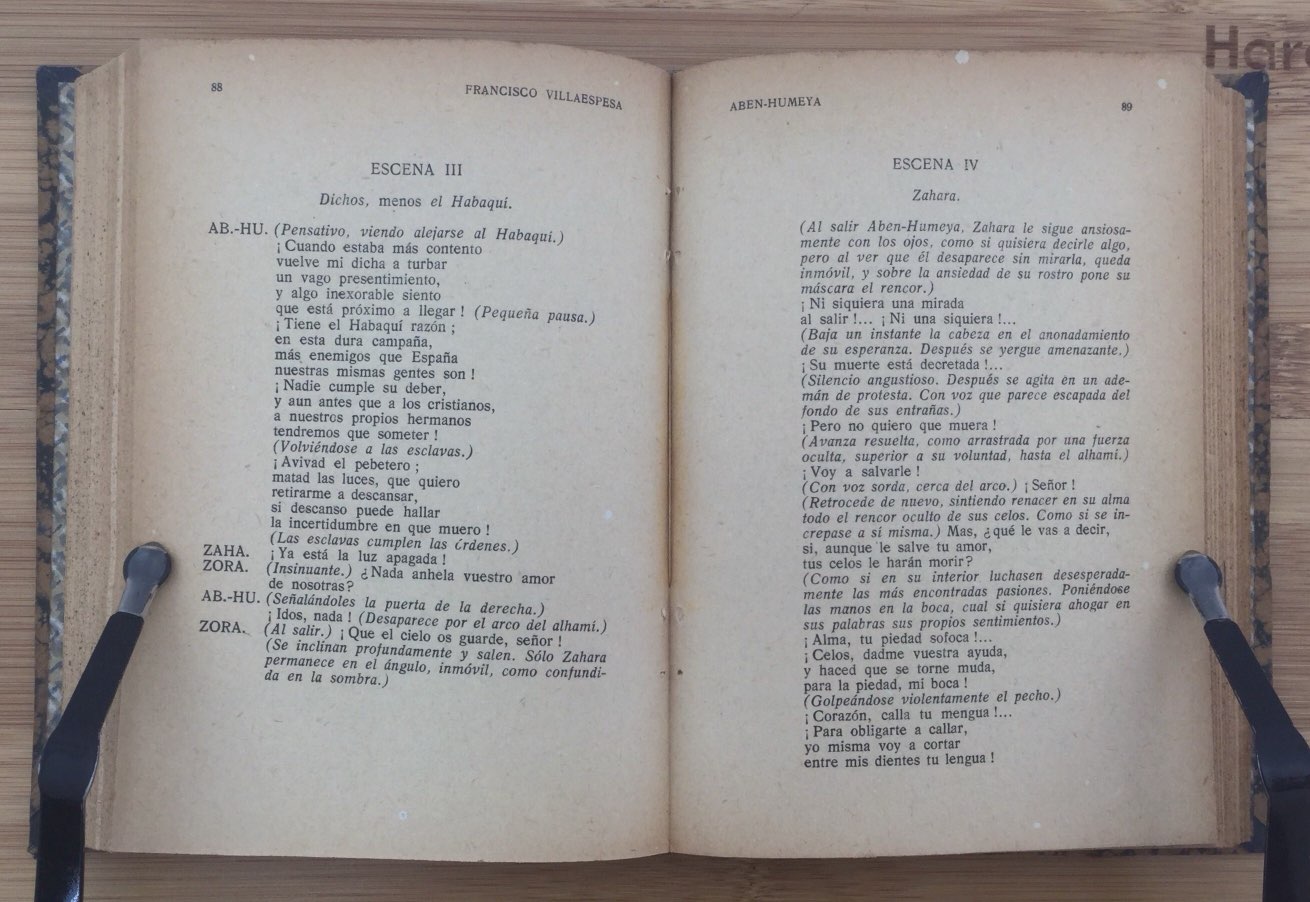 88
FRANCISCO VILLAESPESA
ESCENA III
Dichos, menos el Habaquí.
AB.-HU. (Pensativo, viendo alejarse al Habaquí.)
¡Cuando estaba más contento
vuelve mi dicha a turbar
un vago presentimiento,
y algo inexorable siento
que está próximo a llegar! (Pequeña pausa.)
¡Tiene el Habaquí razón;
en esta dura campaña,
más enemigos que España
nuestras mismas gentes son!
¡Nadie cumple su deber,
y aun antes que a los cristianos,
a nuestros propios hermanos
tendremos que someter!
(Volviéndose a las esclavas.)
¡Avivad el pebetero;
matad las luces, que quiero
retirarme a descansar,
si descanso puede hallar
la incertidumbre en que muero!
(Las esclavas cumplen las órdenes.)
ZAHA. ¡Ya está la luz apagada!
ZORA. (Insinuante.) ¿Nada anhela vuestro amor
de nosotras?
AB.-HU. (Señalándoles la puerta de la derecha.)
¡Idos, nada! (Desaparece por el arco del alhamí.)
ZORA. (Al salir.) ¡Que el cielo os guarde, señor!
(Se inclinan profundamente y salen. Sólo Zahara
permanece en el ángulo, inmóvil, como confundi-
da en la sombra.)
ABEN-HUMEYA
89
ESCENA IV
Zahara.
(Al salir Aben-Humeya, Zahara le sigue ansiosa-
mente con los ojos, como si quisiera decirle algo,
pero al ver que él desaparece sin mirarla, queda
inmóvil, y sobre la ansiedad de su rostro pone su
máscara el rencor.)
¡Ni siquiera una mirada
al salir!... ¡Ni una siquiera!...
(Baja un instante la cabeza en el anonadamiento
de su esperanza. Después se yergue amenazante.)
¡Su muerte está decretada!...
(Silencio angustioso. Después se agita en un ade-
mán de protesta. Con voz que parece escapada del
fondo de sus entrañas.)
¡Pero no quiero que muera!
(Avanza resuelta, como arrastrada por una fuerza
oculta, superior a su voluntad, hasta el alhamí.)
¡Voy a salvarle!
(Con voz sorda, cerca del arco.) ¡Señor!
(Retrocede de nuevo, sintiendo renacer en su alma
todo el rencor oculto de sus celos. Como si se in-
crepase a sí misma.) Mas, ¿qué le vas a decir,
si, aunque le salve tu amor,
tus celos le harán morir?
(Como si en su interior luchasen desesperada-
mente las más encontradas pasiones. Poniéndose
las manos en la boca, cual si quisiera ahogar en
sus palabras sus propios sentimientos.)
¡Alma, tu piedad sofoca!...
¡Celos, dadme vuestra ayuda,
y haced que se torne muda,
para la piedad, mi boca!
(Golpeándose violentamente el pecho.)
¡Corazón, calla tu mengua!...
¡Para obligarte a callar,
yo misma voy a cortar
entre mis dientes tu lengua!